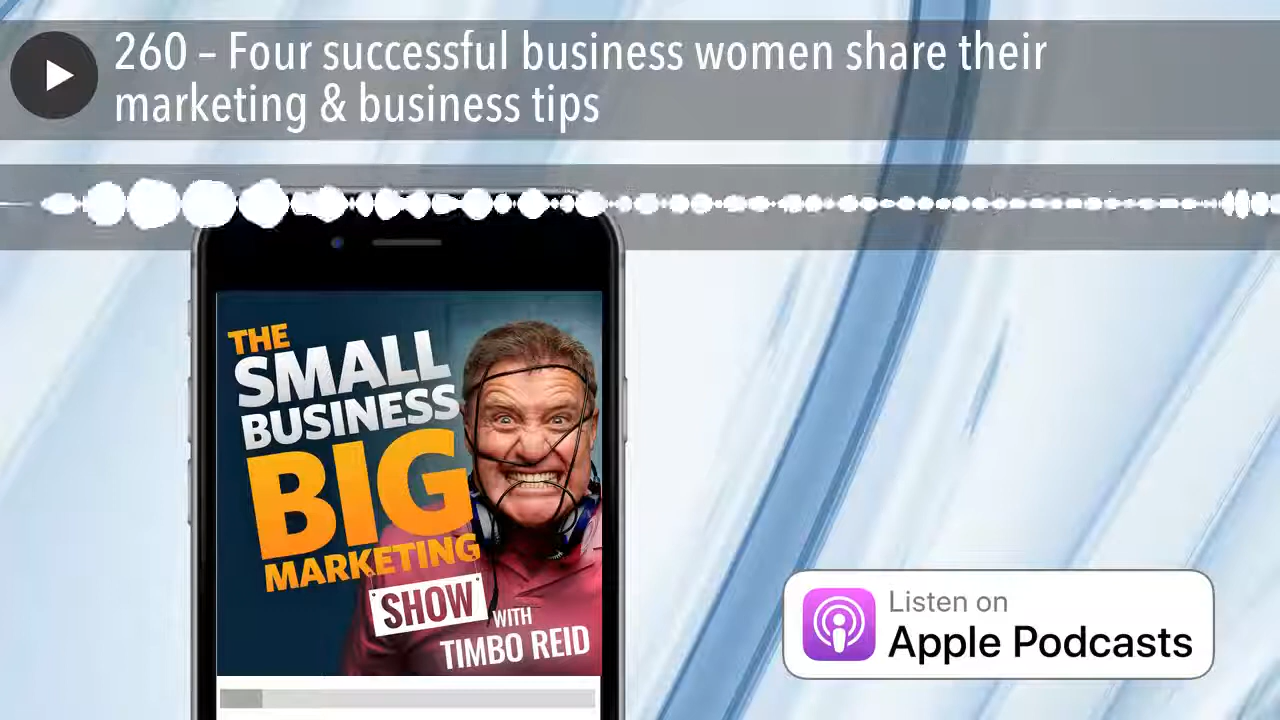 260 – Four successful business women share their
marketing & business tips
THE
SMALL
BUSINESS
BIG
MARKETING
SHOW
WITH
TIMBO REID
Listen on
Apple Podcasts